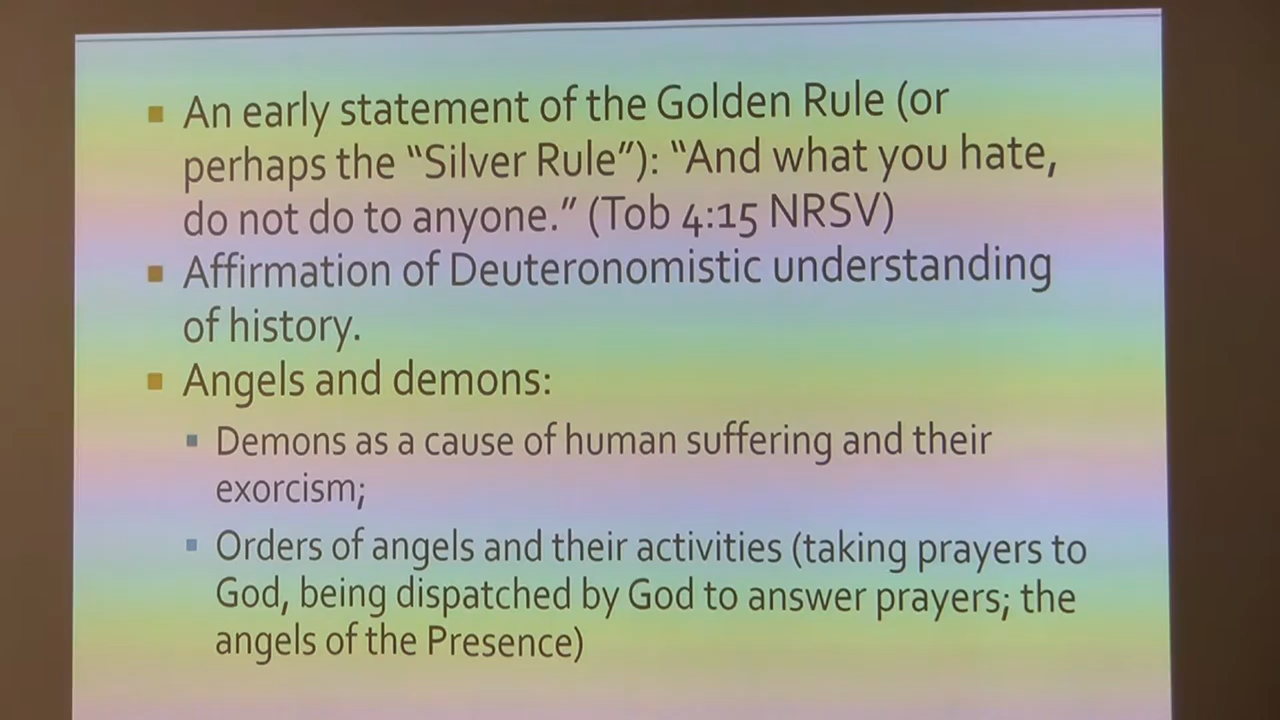 ▪ An early statement of the Golden Rule (or
perhaps the “Silver Rule”): “And what you hate,
do not do to anyone.” (Tob 4:15 NRSV)
▪ Affirmation of Deuteronomistic understanding
of history.
▪ Angels and demons:
▪ Demons as a cause of human suffering and their
exorcism;
▪ Orders of angels and their activities (taking prayers to
God, being dispatched by God to answer prayers; the
angels of the Presence)